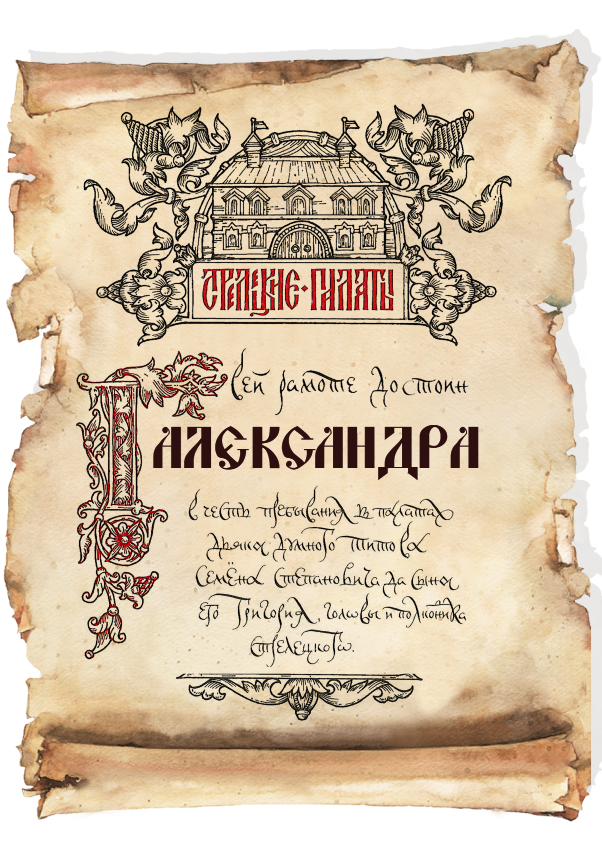 СТРЕЛЕЦКИЕ·ПАЛАТЫ
Сей грамоте достоин
АЛЕКСАНДРА
в честь пребывания в палатах
дьяка думного Титова
Семёна Степановича да сына
его Григория, головы и полковника
стрелецкого.